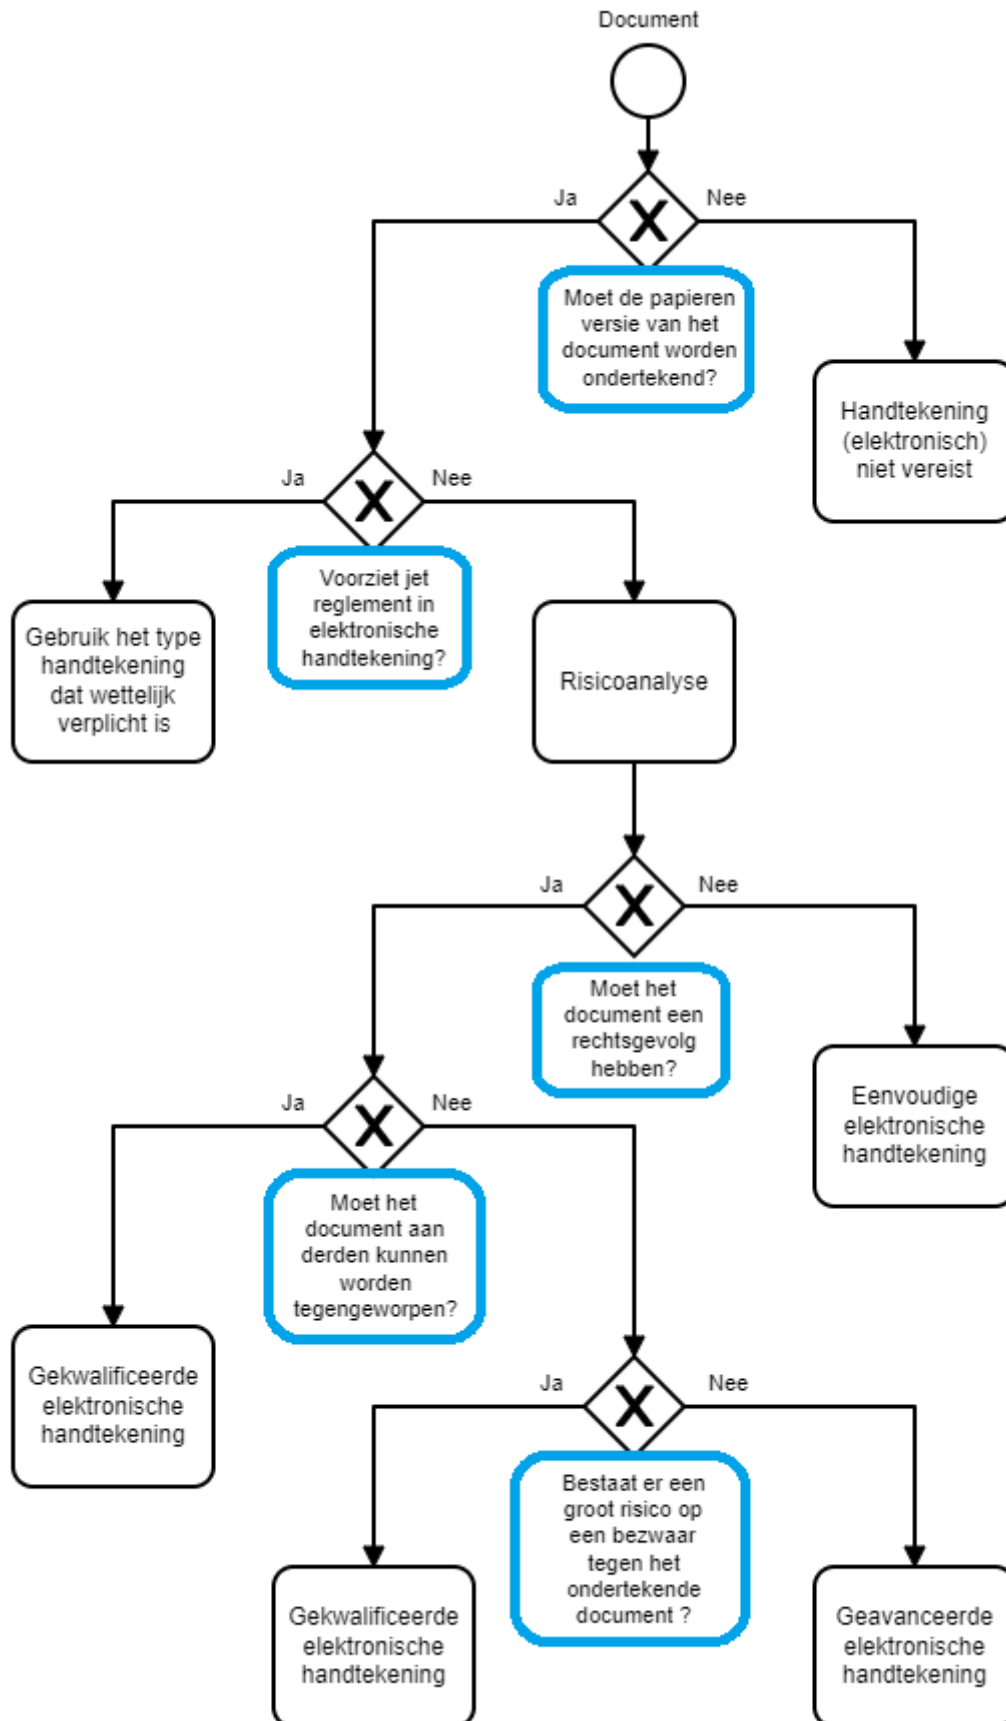 Document
Ja
Nee
X
Moet de papieren
versie van het
document worden
ondertekend?
Handtekening
(elektronisch)
niet vereist
Ja
Nee
X
Voorziet jet
reglement in
elektronische
handtekening?
Gebruik het type
handtekening
dat wettelijk
verplicht is
Risicoanalyse
Ja
Nee
X
Moet het
document een
rechtsgevolg
hebben?
Eenvoudige
elektronische
handtekening
Ja
Nee
X
Moet het
document aan
derden kunnen
worden
tegengeworpen?
Gekwalificeerde
elektronische
handtekening
Ja
Nee
X
Bestaat er een
groot risico op
een bezwaar
tegen het
ondertekende
document ?
Gekwalificeerde
elektronische
handtekening
Geavanceerde
elektronische
handtekening